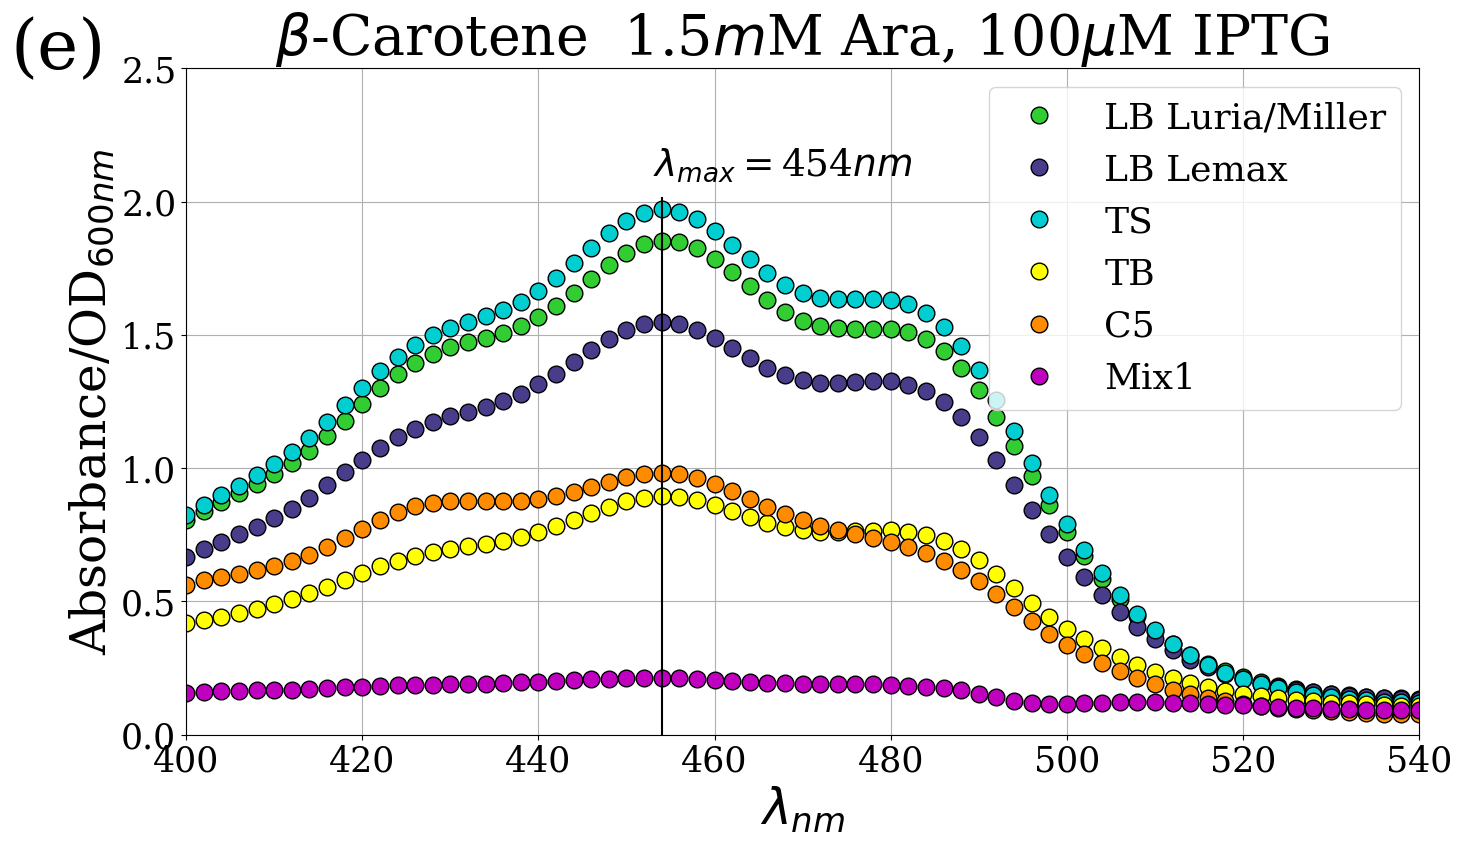 (e)
β-Carotene 1.5mM Ara, 100μM IPTG
Absorbance/OD600nm
2.5
2.0
1.5
1.0
0.5
0.0
λmax = 454nm
LB Luria/Miller
LB Lemax
TS
TB
C5
Mix1
400 420 440 460 480 500 520 540
λnm